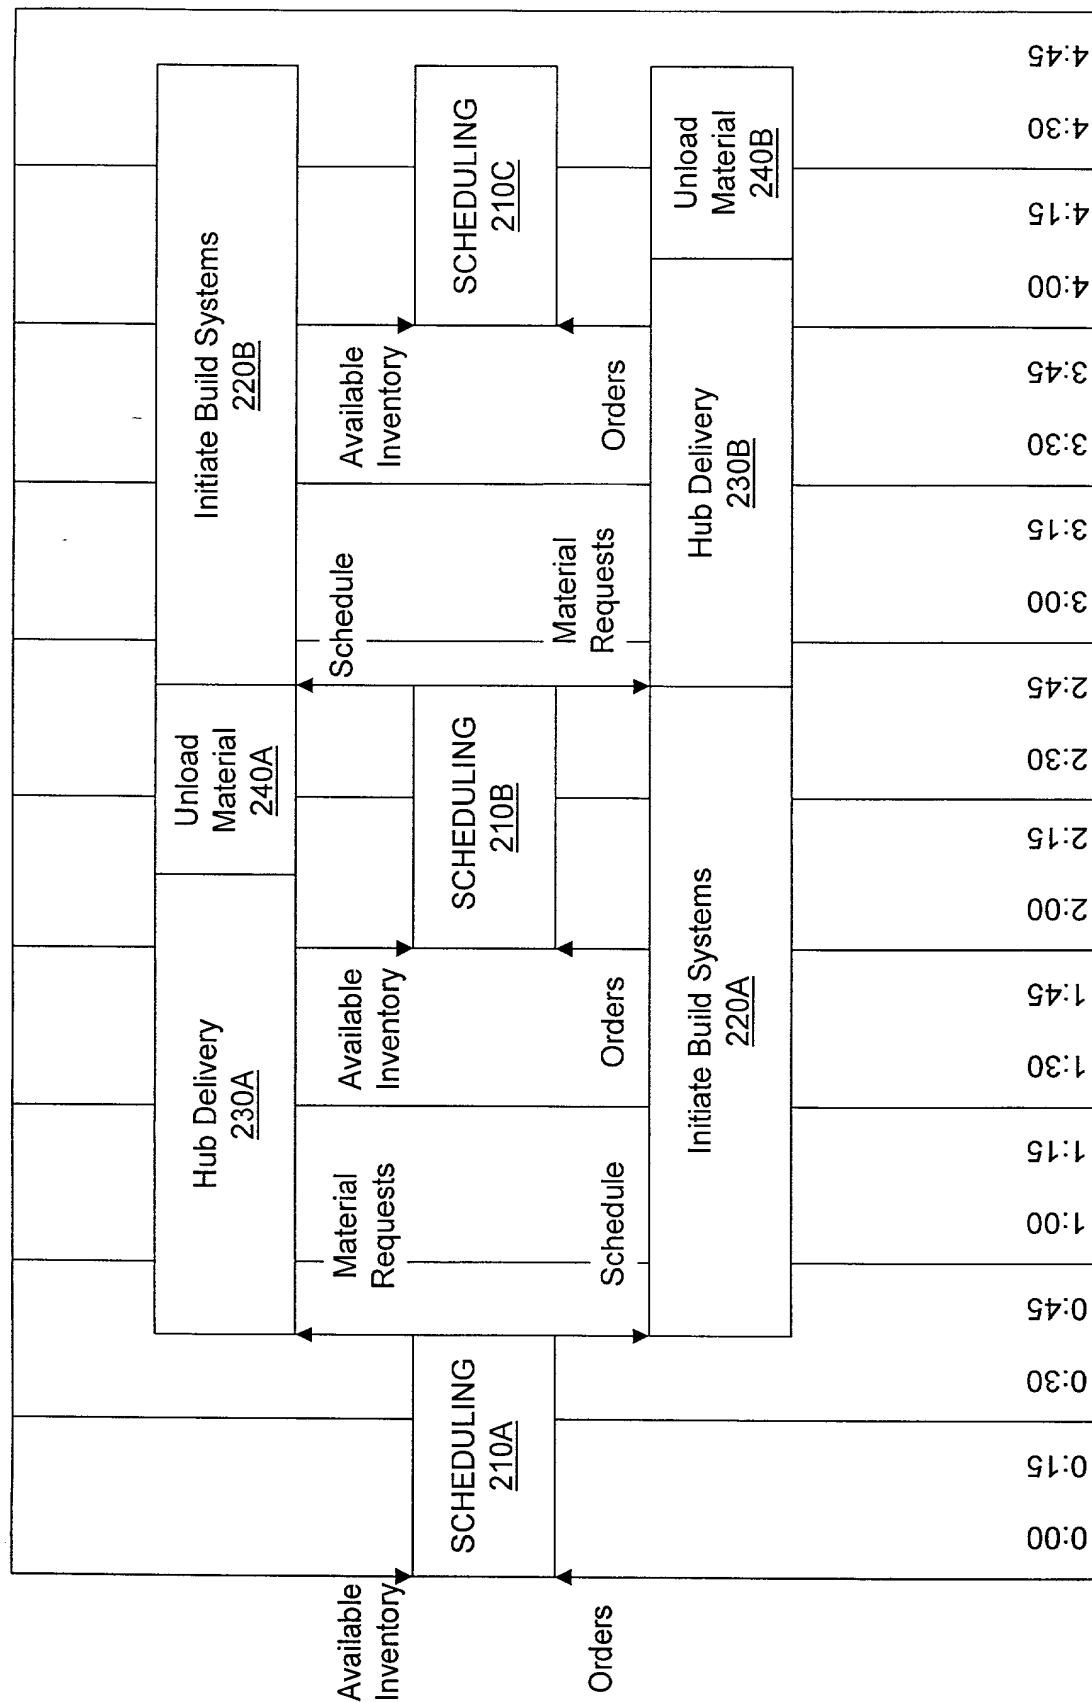 Available
Inventory
Orders
SCHEDULING
210A
Hub Delivery
230A
Material
Requests
Schedule
Initiate Build Systems
220A
Available
Inventory
Orders
Unload
Material
240A
SCHEDULING
210B
Initiate Build Systems
220B
Schedule
Material
Requests
Hub Delivery
230B
Available
Inventory
Orders
SCHEDULING
210C
Unload
Material
240B
0:00
0:15
0:30
0:45
1:00
1:15
1:30
1:45
2:00
2:15
2:30
2:45
3:00
3:15
3:30
3:45
4:00
4:15
4:30
4:45